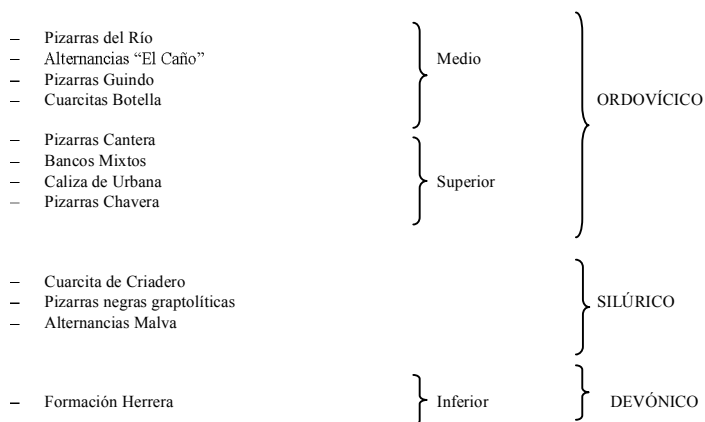 – Pizarras del Río
– Alternancias “El Caño”
– Pizarras Guindo
– Cuarcitas Botella
Medio
– Pizarras Cantera
– Bancos Mixtos
– Caliza de Urbana
– Pizarras Chavera
Superior
ORDOVÍCICO
– Cuarcita de Criadero
– Pizarras negras graptolíticas
– Alternancias Malva
SILÚRICO
– Formación Herrera
Inferior
DEVÓNICO